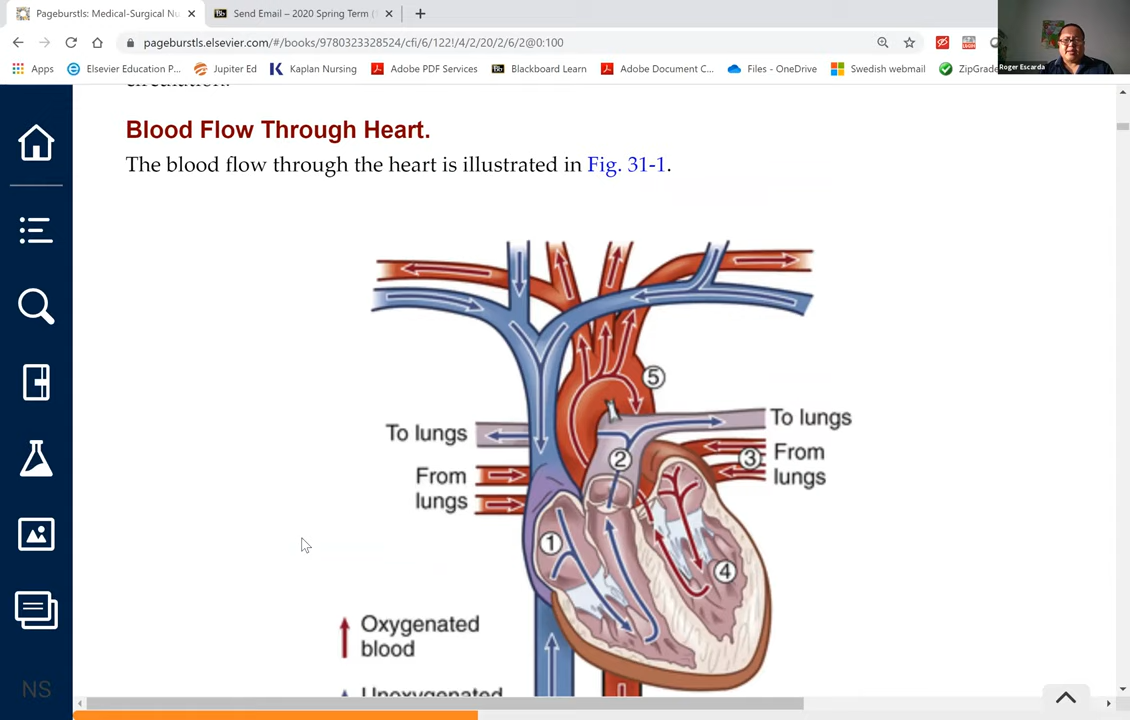 Pageburstls: Medical-Surgical Nu
Send Email – 2020 Spring Term (
pageburstls.elsevier.com/#/books/9780323328524/cfi/6/122!/4/2/20/2/6/2@0:100
Apps
Elsevier Education P...
Jupiter Ed
Kaplan Nursing
Adobe PDF Services
Blackboard Learn
Adobe Document C...
Files - OneDrive
Swedish webmail
ZipGrade
Roger Escarda
circulation.
Blood Flow Through Heart.
The blood flow through the heart is illustrated in Fig. 31-1.
5
To lungs
To lungs
2
3
From
lungs
From
lungs
1
4
Oxygenated
blood
Unoxygenated
NS